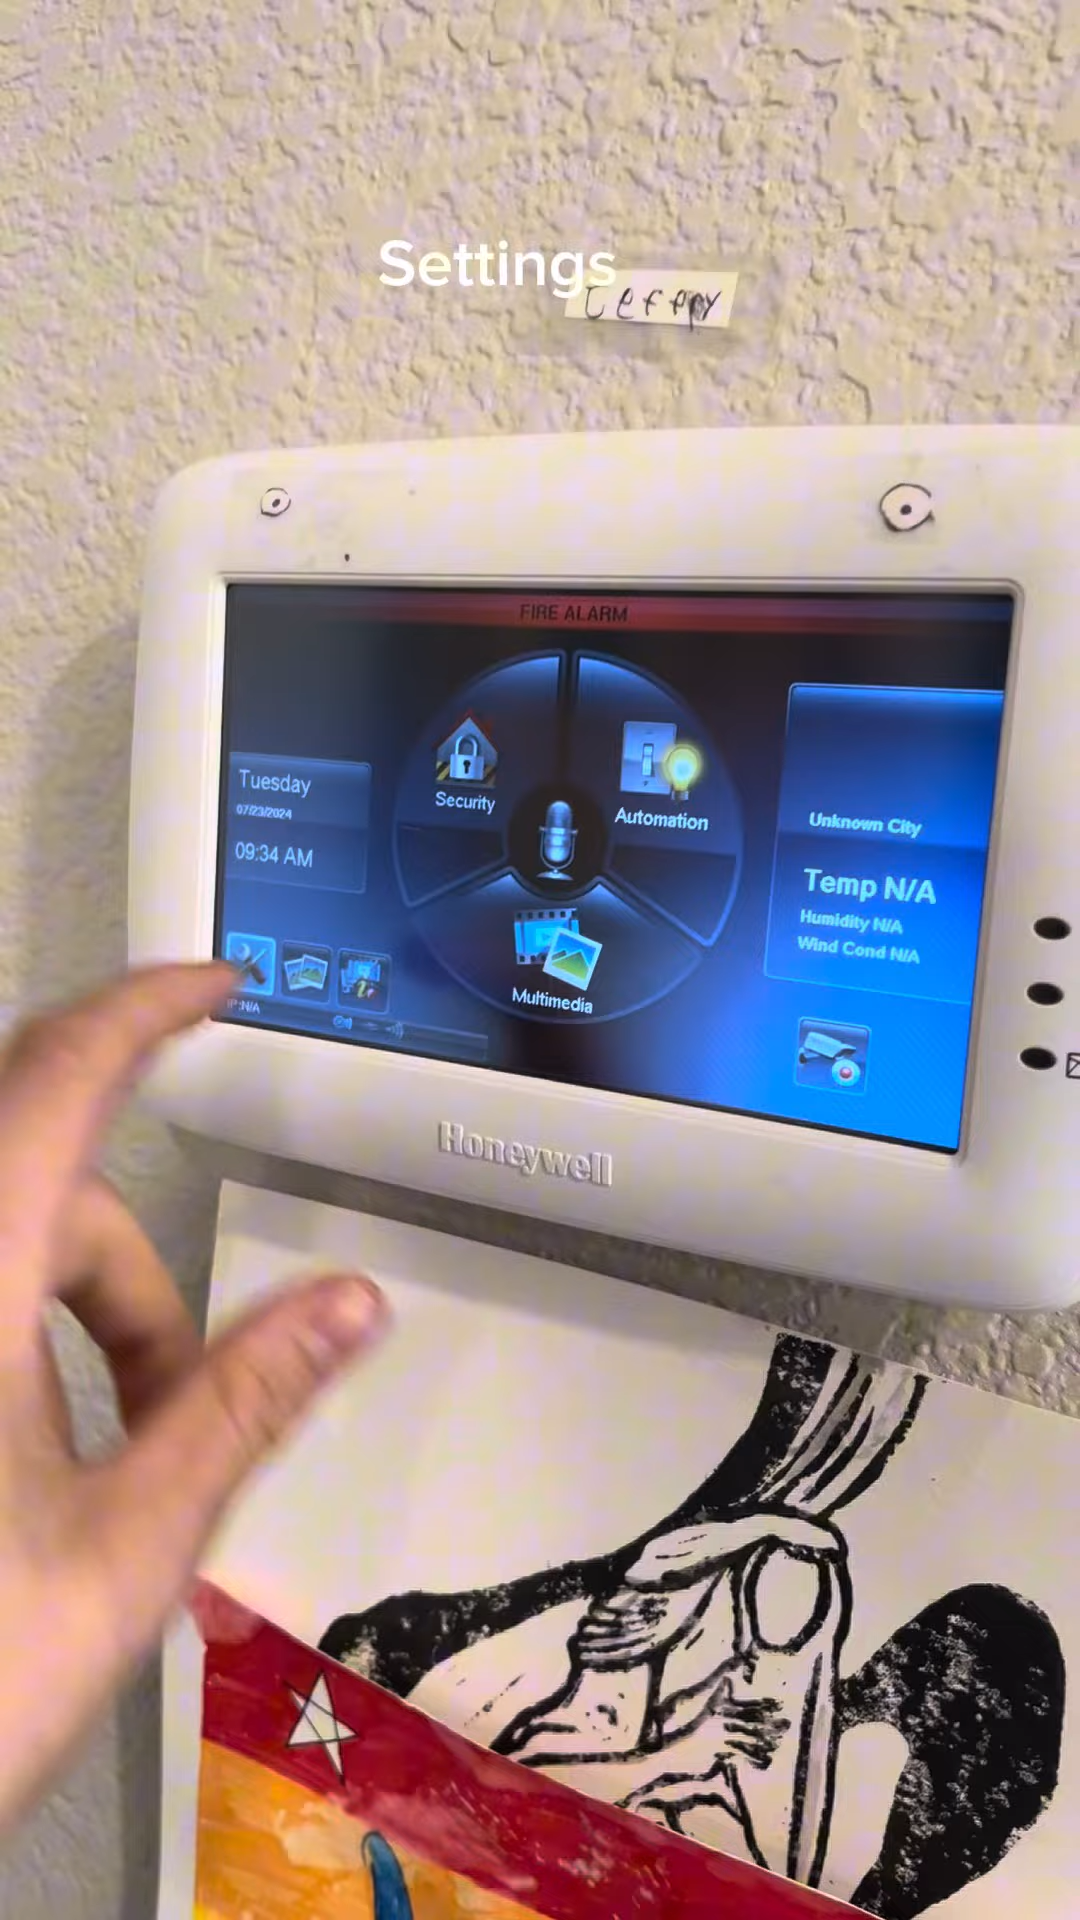 Settings
FIRE ALARM
Tuesday
07/23/2024
09:34 AM
Security
Automation
Multimedia
Unknown City
Temp N/A
Humidity N/A
Wind Cond N/A
IP:N/A
Honeywell